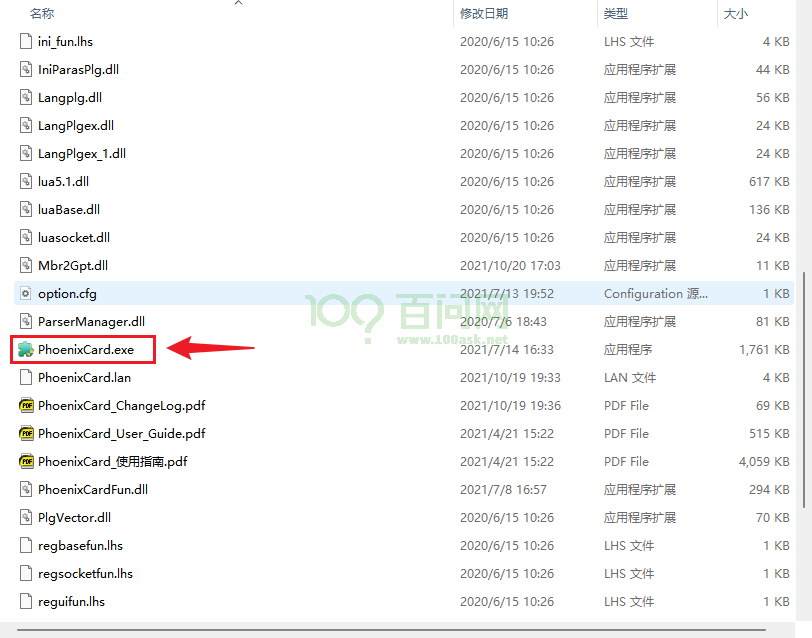 名称 修改日期 类型 大小
ini_fun.lhs 2020/6/15 10:26 LHS 文件 4 KB
IniParasPlg.dll 2020/6/15 10:26 应用程序扩展 44 KB
Langplg.dll 2020/6/15 10:26 应用程序扩展 56 KB
LangPlgex.dll 2020/6/15 10:26 应用程序扩展 24 KB
LangPlgex_1.dll 2020/6/15 10:26 应用程序扩展 24 KB
lua5.1.dll 2020/6/15 10:26 应用程序扩展 617 KB
luaBase.dll 2020/6/15 10:26 应用程序扩展 136 KB
luasocket.dll 2020/6/15 10:26 应用程序扩展 24 KB
Mbr2Gpt.dll 2021/10/20 17:03 应用程序扩展 11 KB
option.cfg 2021/7/13 19:52 Configuration 源... 1 KB
ParserManager.dll 2020/7/6 18:43 应用程序扩展 81 KB
PhoenixCard.exe 2021/7/14 16:33 应用程序 1,761 KB
PhoenixCard.lan 2021/10/19 19:33 LAN 文件 4 KB
PhoenixCard_ChangeLog.pdf 2021/10/19 19:36 PDF File 69 KB
PhoenixCard_User_Guide.pdf 2021/4/21 15:22 PDF File 515 KB
PhoenixCard_使用指南.pdf 2021/4/21 15:22 PDF File 4,059 KB
PhoenixCardFun.dll 2021/7/8 16:57 应用程序扩展 294 KB
PlgVector.dll 2020/6/15 10:26 应用程序扩展 70 KB
regbasefun.lhs 2020/6/15 10:26 LHS 文件 1 KB
regsocketfun.lhs 2020/6/15 10:26 LHS 文件 1 KB
reguifun.lhs 2020/6/15 10:26 LHS 文件 1 KB
百问网
www.100ask.net